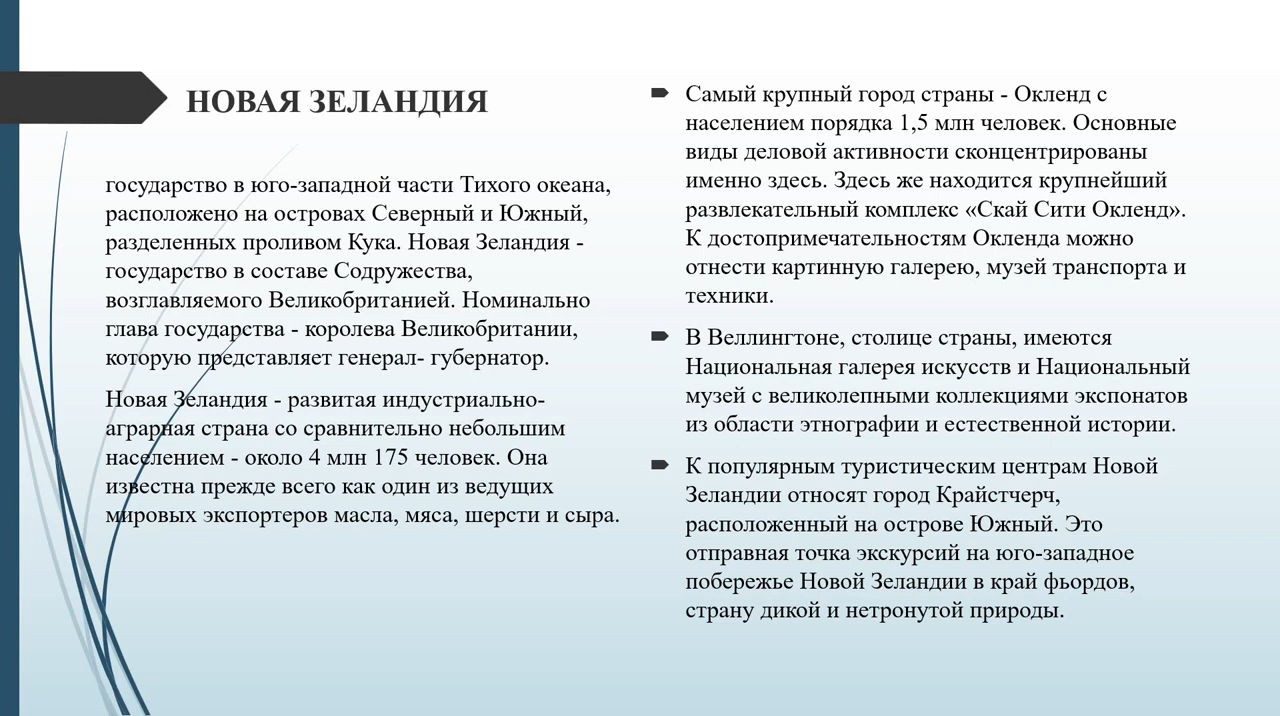 НОВАЯ ЗЕЛАНДИЯ
государство в юго-западной части Тихого океана,
расположено на островах Северный и Южный,
разделенных проливом Кука. Новая Зеландия -
государство в составе Содружества,
возглавляемого Великобританией. Номинально
глава государства - королева Великобритании,
которую представляет генерал- губернатор.
Новая Зеландия - развитая индустриально-
аграрная страна со сравнительно небольшим
населением - около 4 млн 175 человек. Она
известна прежде всего как один из ведущих
мировых экспортеров масла, мяса, шерсти и сыра.
Самый крупный город страны - Окленд с
населением порядка 1,5 млн человек. Основные
виды деловой активности сконцентрированы
именно здесь. Здесь же находится крупнейший
развлекательный комплекс «Скай Сити Окленд».
К достопримечательностям Окленда можно
отнести картинную галерею, музей транспорта и
техники.
В Веллингтоне, столице страны, имеются
Национальная галерея искусств и Национальный
музей с великолепными коллекциями экспонатов
из области этнографии и естественной истории.
К популярным туристическим центрам Новой
Зеландии относят город Крайстчерч,
расположенный на острове Южный. Это
отправная точка экскурсий на юго-западное
побережье Новой Зеландии в край фьордов,
страну дикой и нетронутой природы.